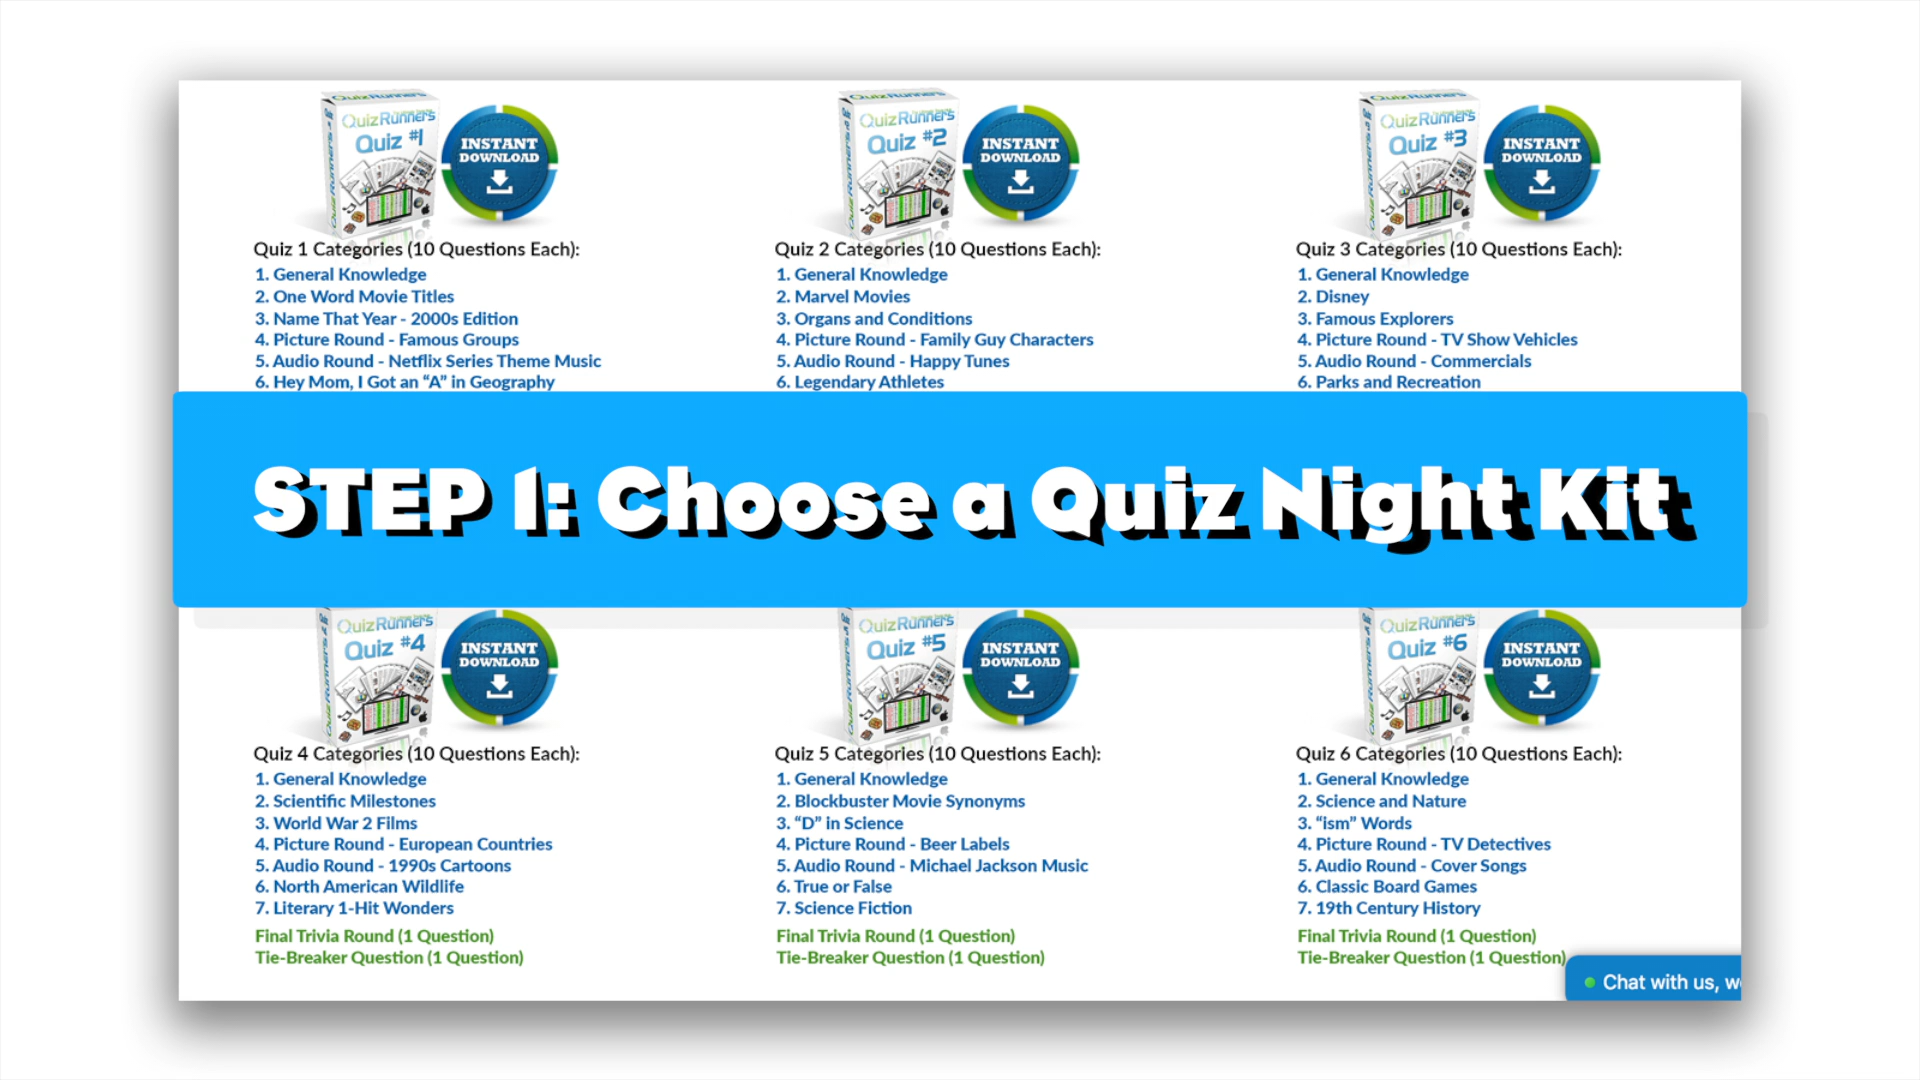 QuizRunners
Quiz #1
INSTANT
DOWNLOAD
Quiz 1 Categories (10 Questions Each):
1. General Knowledge
2. One Word Movie Titles
3. Name That Year - 2000s Edition
4. Picture Round - Famous Groups
5. Audio Round - Netflix Series Theme Music
6. Hey Mom, I Got an “A” in Geography
QuizRunners
Quiz #2
INSTANT
DOWNLOAD
Quiz 2 Categories (10 Questions Each):
1. General Knowledge
2. Marvel Movies
3. Organs and Conditions
4. Picture Round - Family Guy Characters
5. Audio Round - Happy Tunes
6. Legendary Athletes
QuizRunners
Quiz #3
INSTANT
DOWNLOAD
Quiz 3 Categories (10 Questions Each):
1. General Knowledge
2. Disney
3. Famous Explorers
4. Picture Round - TV Show Vehicles
5. Audio Round - Commercials
6. Parks and Recreation
STEP 1: Choose a Quiz Night Kit
QuizRunners
Quiz #4
INSTANT
DOWNLOAD
Quiz 4 Categories (10 Questions Each):
1. General Knowledge
2. Scientific Milestones
3. World War 2 Films
4. Picture Round - European Countries
5. Audio Round - 1990s Cartoons
6. North American Wildlife
7. Literary 1-Hit Wonders
Final Trivia Round (1 Question)
Tie-Breaker Question (1 Question)
QuizRunners
Quiz #5
INSTANT
DOWNLOAD
Quiz 5 Categories (10 Questions Each):
1. General Knowledge
2. Blockbuster Movie Synonyms
3. “D” in Science
4. Picture Round - Beer Labels
5. Audio Round - Michael Jackson Music
6. True or False
7. Science Fiction
Final Trivia Round (1 Question)
Tie-Breaker Question (1 Question)
QuizRunners
Quiz #6
INSTANT
DOWNLOAD
Quiz 6 Categories (10 Questions Each):
1. General Knowledge
2. Science and Nature
3. “ism” Words
4. Picture Round - TV Detectives
5. Audio Round - Cover Songs
6. Classic Board Games
7. 19th Century History
Final Trivia Round (1 Question)
Tie-Breaker Question (1 Question)
Chat with us, w